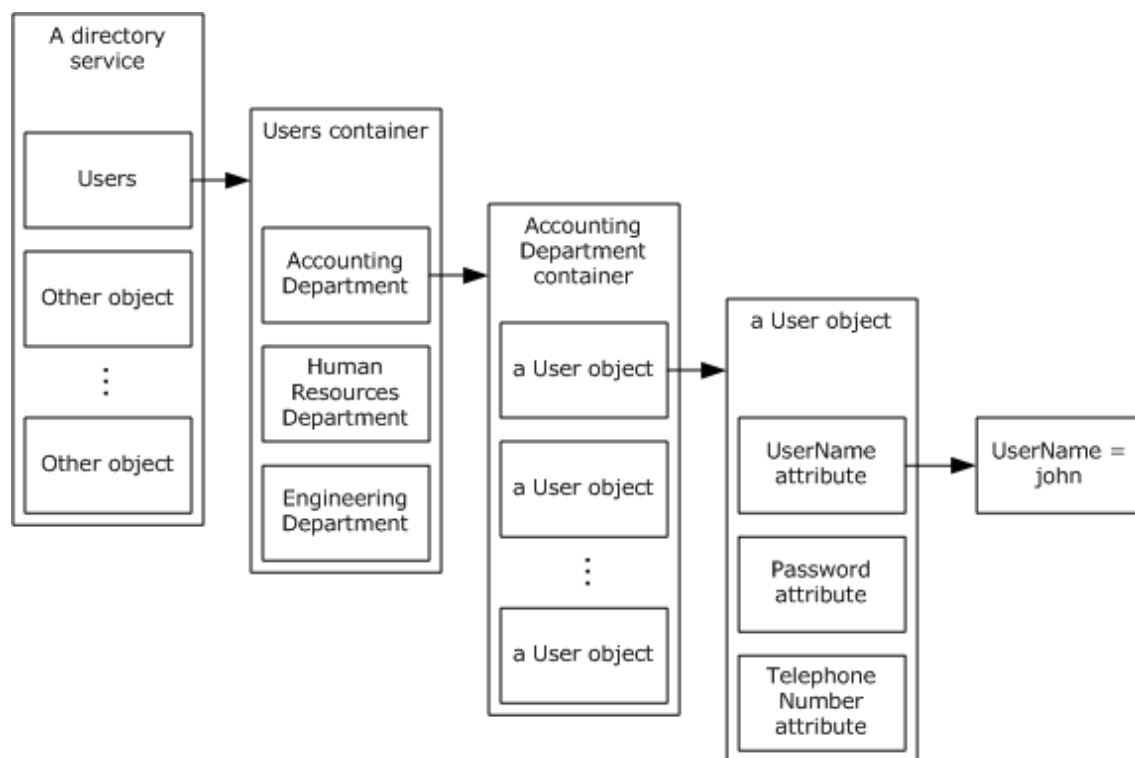 A directory
service
Users
Other object
Other object
Users container
Accounting
Department
Human
Resources
Department
Engineering
Department
Accounting
Department
container
a User object
a User object
a User object
a User object
UserName
attribute
Password
attribute
Telephone
Number
attribute
UserName =
john